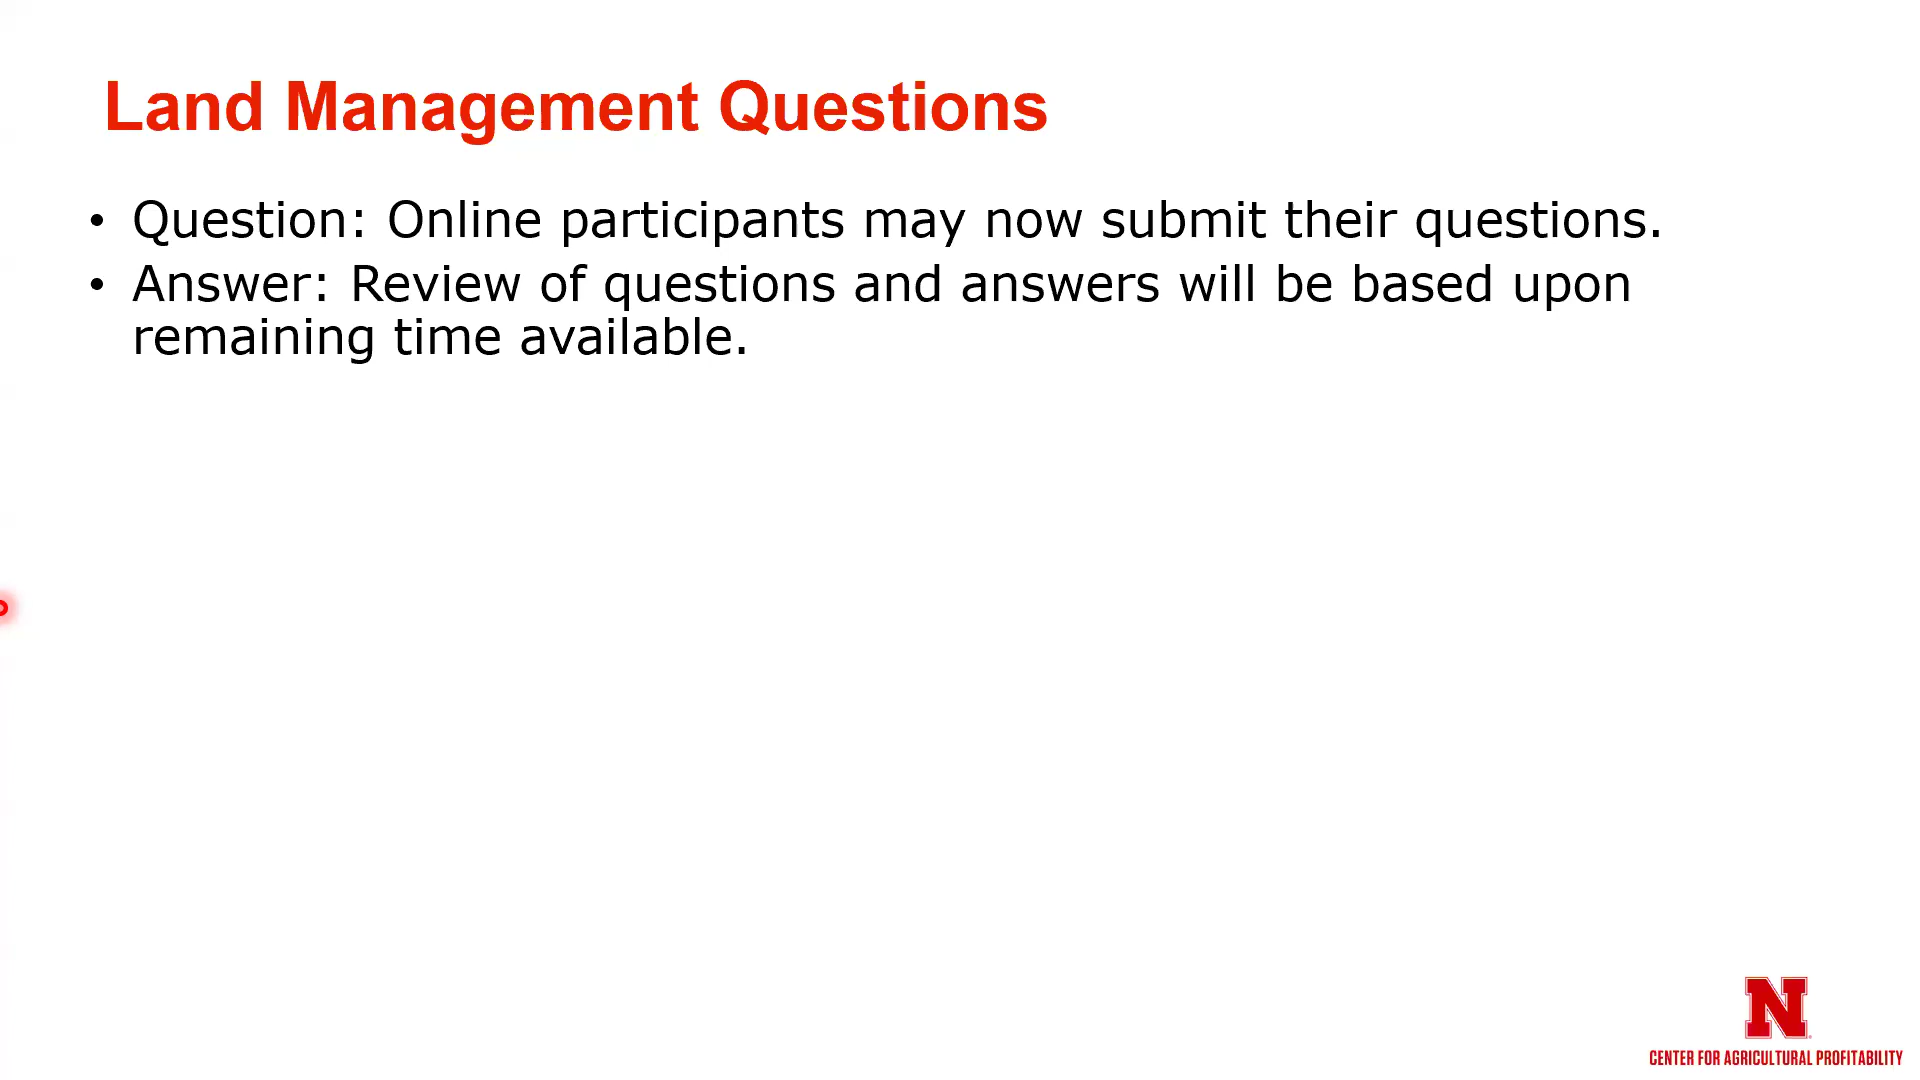 Land Management Questions
• Question: Online participants may now submit their questions.
• Answer: Review of questions and answers will be based upon
remaining time available.
N
CENTER FOR AGRICULTURAL PROFITABILITY